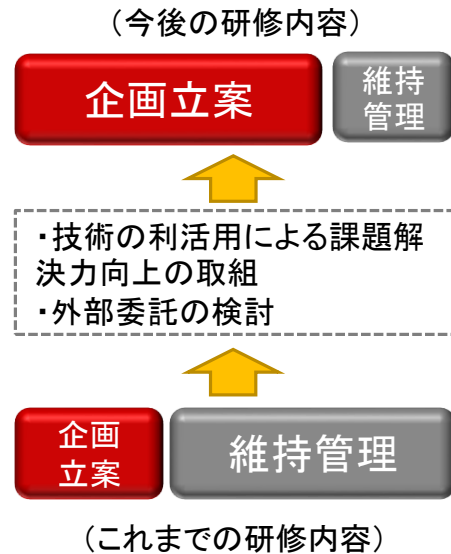 （今後の研修内容）
企画立案
維持
管理
・技術の利活用による課題解
決力向上の取組
・外部委託の検討
企画
立案
維持管理
（これまでの研修内容）